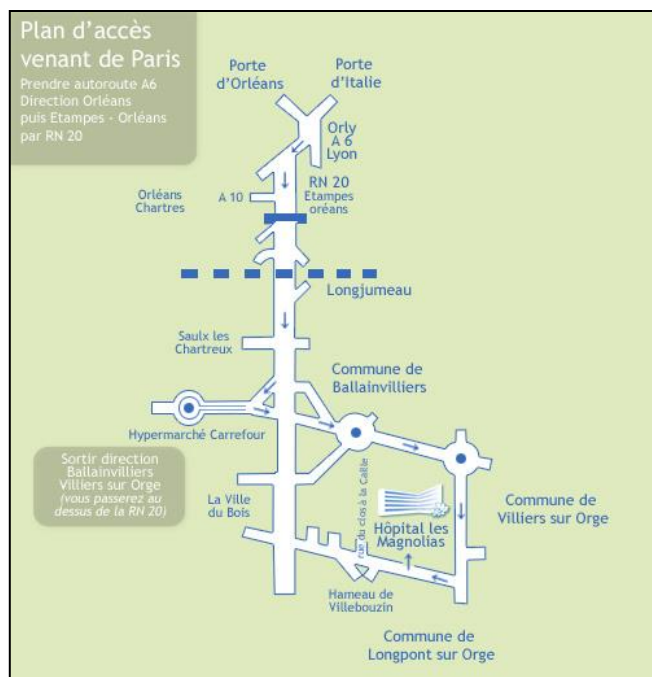 Plan d'accès
venant de Paris
Prendre autoroute A6
Direction Orléans
puis Etampes - Orléans
par RN 20
Porte
d'Orléans
Porte
d'Italie
Orly
A 6
Lyon
RN 20
Etampes
oréans
Orléans
Chartres
A 10
Longjumeau
Saulx les
Chartreux
Commune de
Ballainvilliers
Hypermarché Carrefour
Sortir direction
Ballainvilliers
Villiers sur Orge
(vous passerez au
dessus de la RN 20)
La Ville
du Bois
rue du clos à la Caille
Hôpital les
Magnolias
Commune de
Villiers sur Orge
Hameau de
Villebouzin
Commune de
Longpont sur Orge